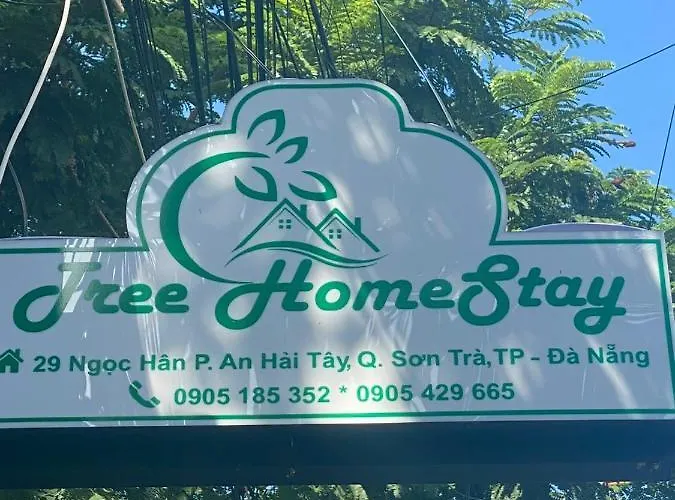 Tree HomeStay
29 Ngọc Hân P. An Hải Tây, Q. Sơn Trà,TP - Đà Nẵng
0905 185 352 * 0905 429 665